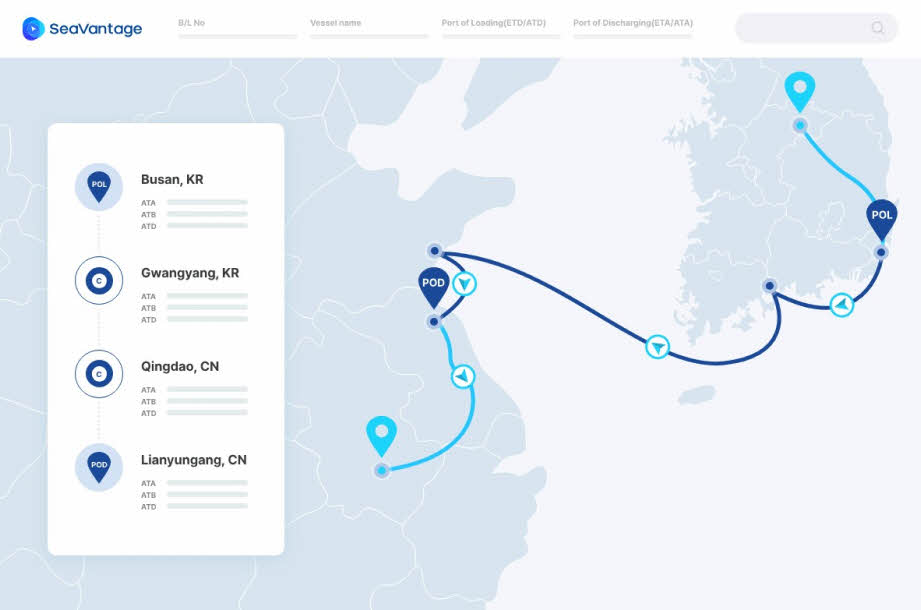 SeaVantage
B/L No
Vessel name
Port of Loading(ETD/ATD)
Port of Discharging(ETA/ATA)
POL
Busan, KR
ATA
ATB
ATD
C
Gwangyang, KR
ATA
ATB
ATD
C
Qingdao, CN
ATA
ATB
ATD
POD
Lianyungang, CN
ATA
ATB
ATD
POD
POL